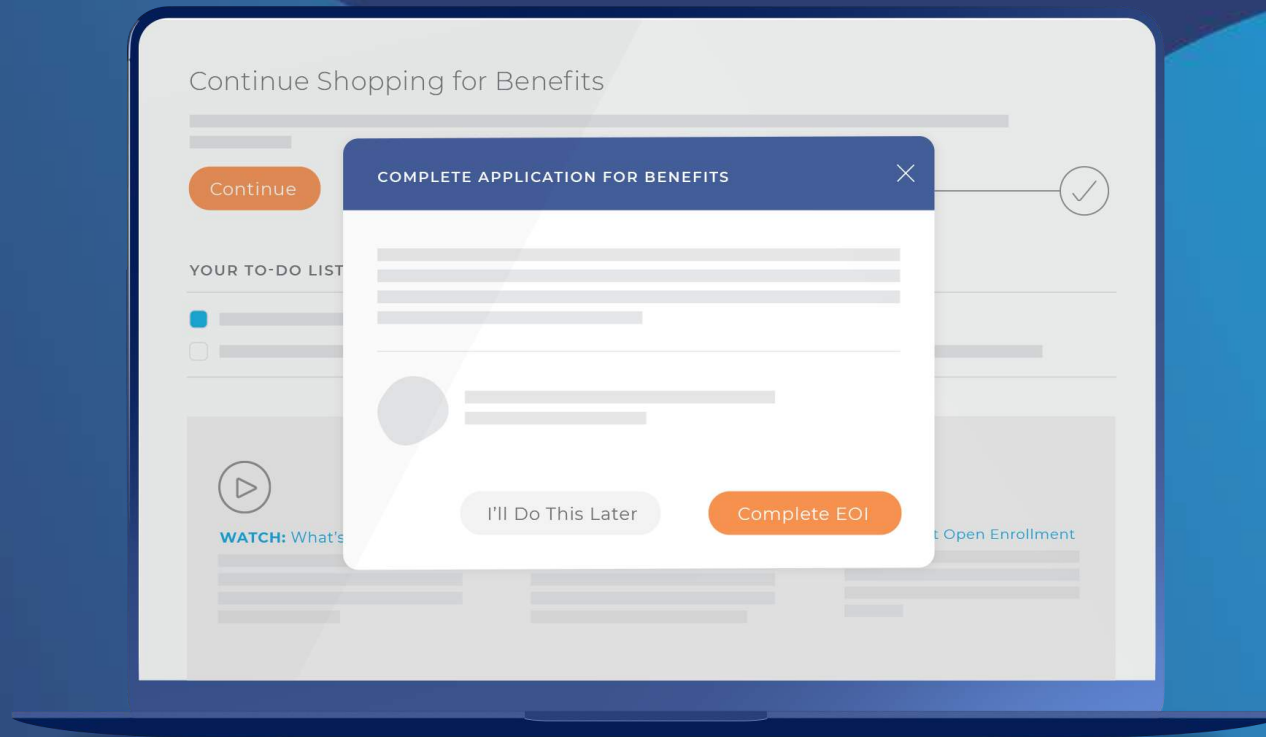 Continue Shopping for Benefits
Continue
COMPLETE APPLICATION FOR BENEFITS
YOUR TO-DO LIST
I'll Do This Later
Complete EOI
WATCH: What's
t Open Enrollment